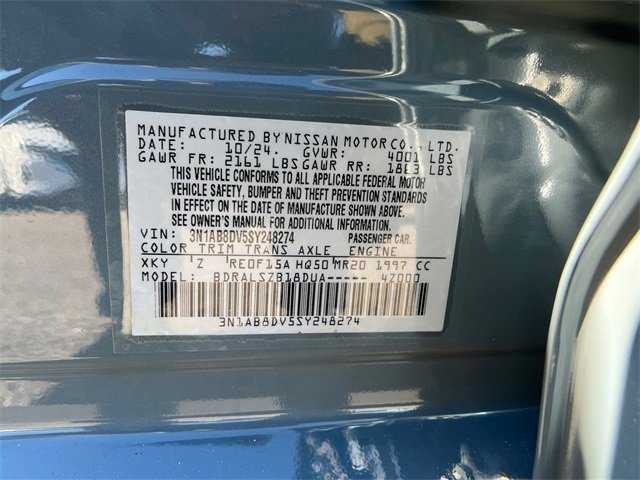 MANUFACTURED BY NISSAN MOTOR CO., LTD.
DATE: 10/24. GVWR: 4001 LBS
GAWR FR: 2161 LBS GAWR RR: 1863 LBS
THIS VEHICLE CONFORMS TO ALL APPLICABLE FEDERAL MOTOR
VEHICLE SAFETY, BUMPER AND THEFT PREVENTION STANDARDS
IN EFFECT ON THE DATE OF MANUFACTURE SHOWN ABOVE.
SEE OWNER'S MANUAL FOR ADDITIONAL INFORMATION.
VIN: 3N1AB8DV5SY248274 PASSENGER CAR.
COLOR TRIM TRANS AXLE ENGINE
XKY Z RE0F15A HQ50 MR20 1997 CC
MODEL: BDRALSZB18DUA----- 4Z000
3N1AB8DV5SY248274